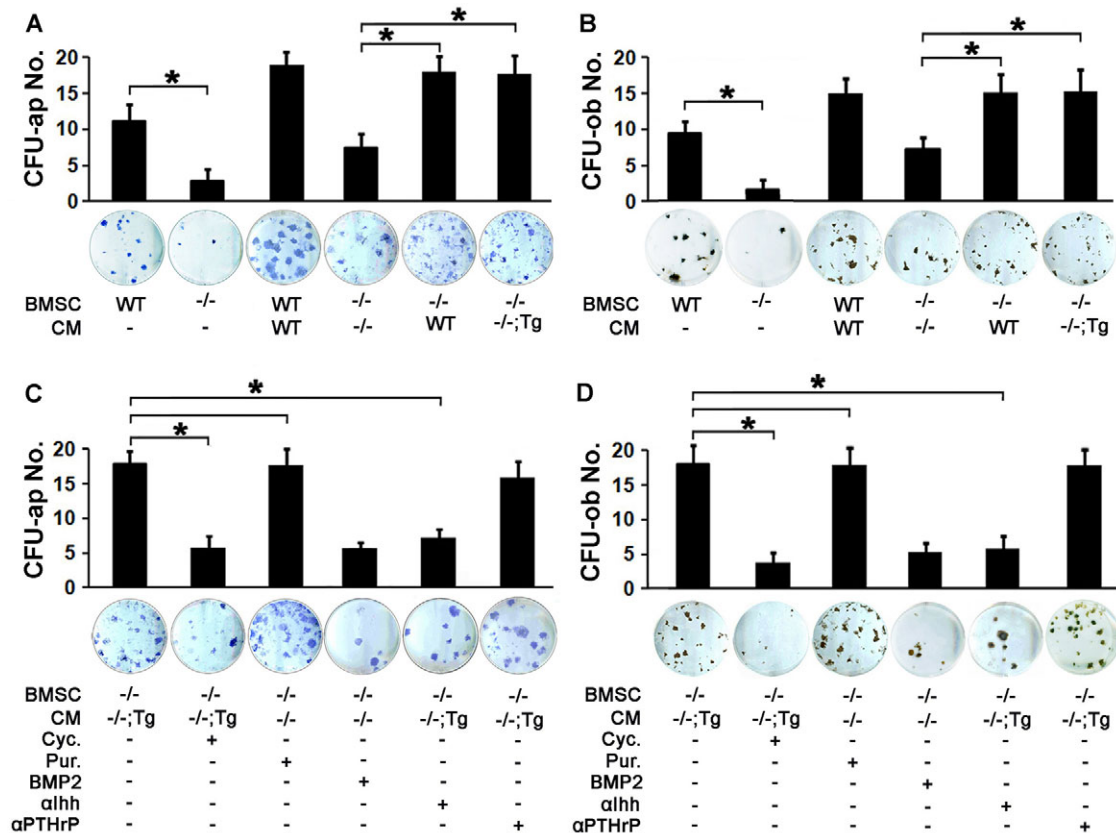 A
B
* *
* * *
CFU-ap No. 20 15 10 5 0
CFU-ob No. 20 15 10 5 0
BMSC WT -/- WT -/- -/- -/-
CM - - WT -/- WT -/-;Tg
BMSC WT -/- WT -/- -/- -/-
CM - - WT -/- WT -/-;Tg
C
D
* *
* *
CFU-ap No. 20 15 10 5 0
CFU-ob No. 20 15 10 5 0
BMSC -/- -/- -/- -/- -/- -/-
CM -/-;Tg -/-;Tg -/- -/- -/-;Tg -/-;Tg
Cyc. - + - - - -
Pur. - - + - - -
BMP2 - - - + - -
αIhh - - - - + -
αPTHrP - - - - - +
BMSC -/- -/- -/- -/- -/- -/-
CM -/-;Tg -/-;Tg -/- -/- -/-;Tg -/-;Tg
Cyc. - + - - - -
Pur. - - + - - -
BMP2 - - - + - -
αIhh - - - - + -
αPTHrP - - - - - +